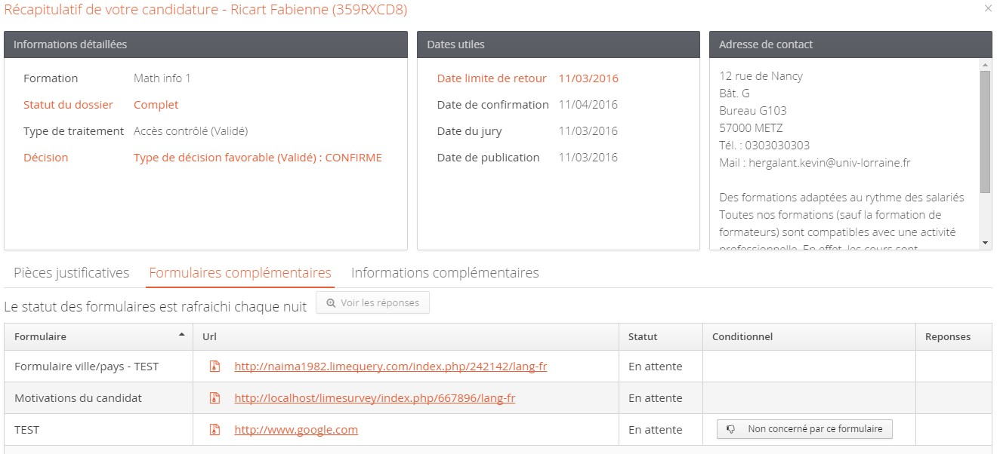 Récapitulatif de votre candidature - Ricart Fabienne (359RXCD8)
Informations détaillées
Formation Math info 1
Statut du dossier Complet
Type de traitement Accès contrôlé (Validé)
Décision Type de décision favorable (Validé) : CONFIRME
Dates utiles
Date limite de retour 11/03/2016
Date de confirmation 11/04/2016
Date du jury 11/03/2016
Date de publication 11/03/2016
Adresse de contact
12 rue de Nancy
Bât. G
Bureau G103
57000 METZ
Tél. : 0303030303
Mail : hergalant.kevin@univ-lorraine.fr
Des formations adaptées au rythme des salariés
Toutes nos formations (sauf la formation de
formateurs) sont compatibles avec une activité
professionnelle. En effet, les cours sont
Pièces justificatives Formulaires complémentaires Informations complémentaires
Le statut des formulaires est rafraichi chaque nuit Voir les réponses
Formulaire Url Statut Conditionnel Reponses
Formulaire ville/pays - TEST http://naima1982.limequery.com/index.php/242142/lang-fr En attente
Motivations du candidat http://localhost/limesurvey/index.php/667896/lang-fr En attente
TEST http://www.google.com En attente Non concerné par ce formulaire